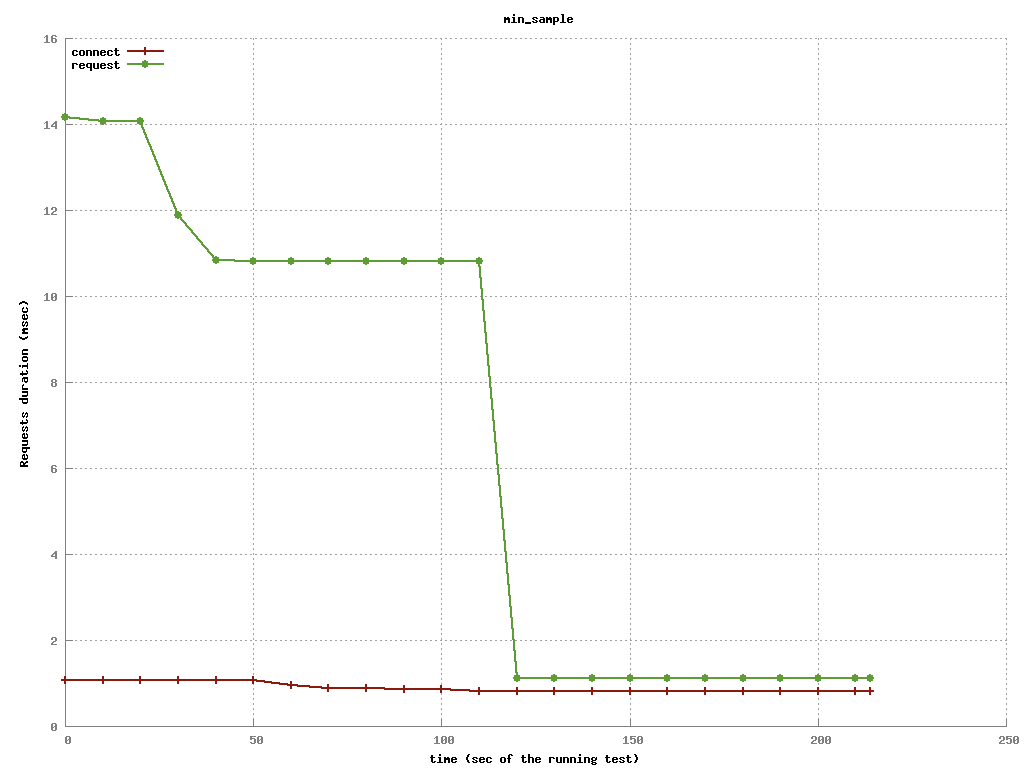 min_sample
connect
request
16
14
12
10
8
6
4
2
0
Requests duration (msec)
0 50 100 150 200 250
time (sec of the running test)